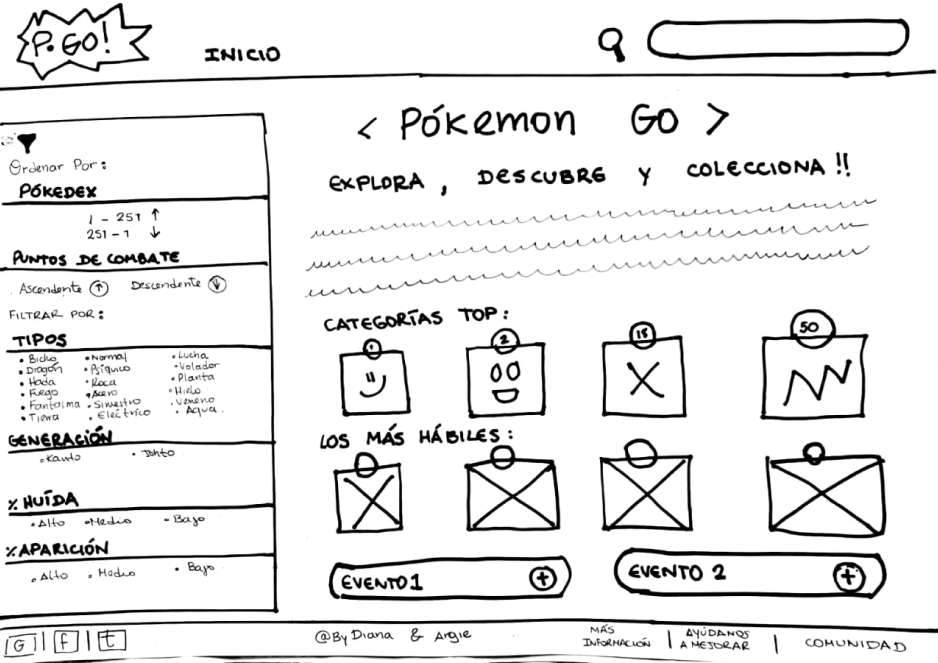 P. GO!
INICIO
< Pókemon GO >
EXPLORA, DESCUBRE Y COLECCIONA!!
Ordenar Por:
PÓKEDEX
1 - 251 ↑
251 - 1 ↓
PUNTOS DE COMBATE
Ascendente ↑ Descendente ↓
FILTRAR POR:
TIPOS
• Bicho • Normal • Lucha
• Dragón • Psíquico • Volador
• Hada • Roca • Planta
• Fuego • Acero • Hielo
• Fantasma • Siniestro • Veneno
• Tierra • Eléctrico • Agua
GENERACIÓN
• Kanto • Johto
% HUÍDA
• Alto • Medio • Bajo
% APARICIÓN
• Alto • Medio • Bajo
CATEGORÍAS TOP:
1 2 15 50
LOS MÁS HÁBILES:
EVENTO 1 +
EVENTO 2 +
G f t
@By Diana & Angie
MÁS INFORMACIÓN
AYÚDANOS A MEJORAR
COMUNIDAD